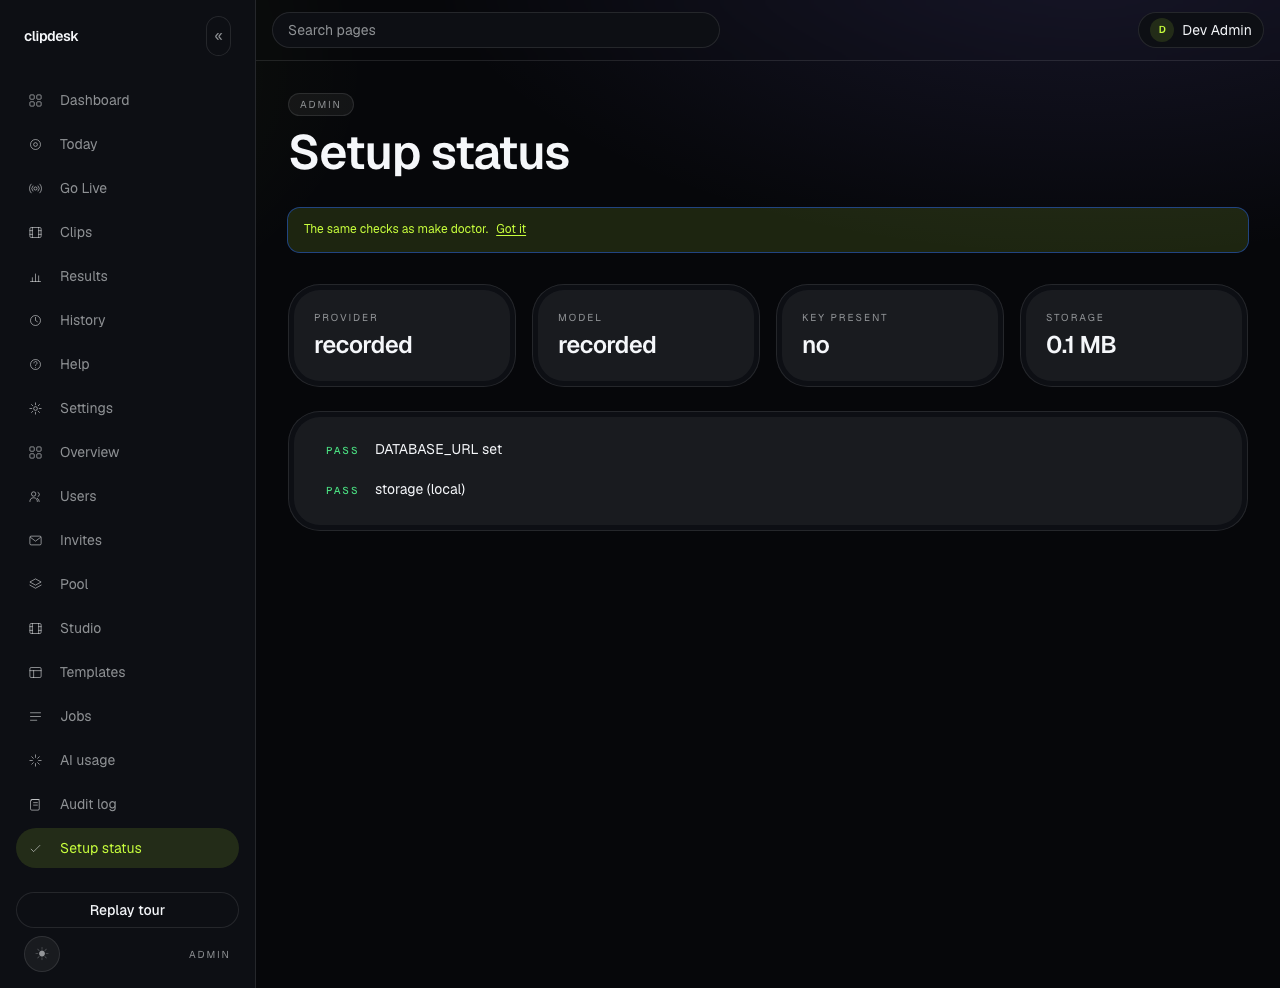 clipdesk
«
Search pages
D
Dev Admin
Dashboard
Today
Go Live
Clips
Results
History
Help
Settings
Overview
Users
Invites
Pool
Studio
Templates
Jobs
AI usage
Audit log
Setup status
Replay tour
ADMIN
ADMIN
Setup status
The same checks as make doctor. Got it
PROVIDER
recorded
MODEL
recorded
KEY PRESENT
no
STORAGE
0.1 MB
PASS DATABASE_URL set
PASS storage (local)